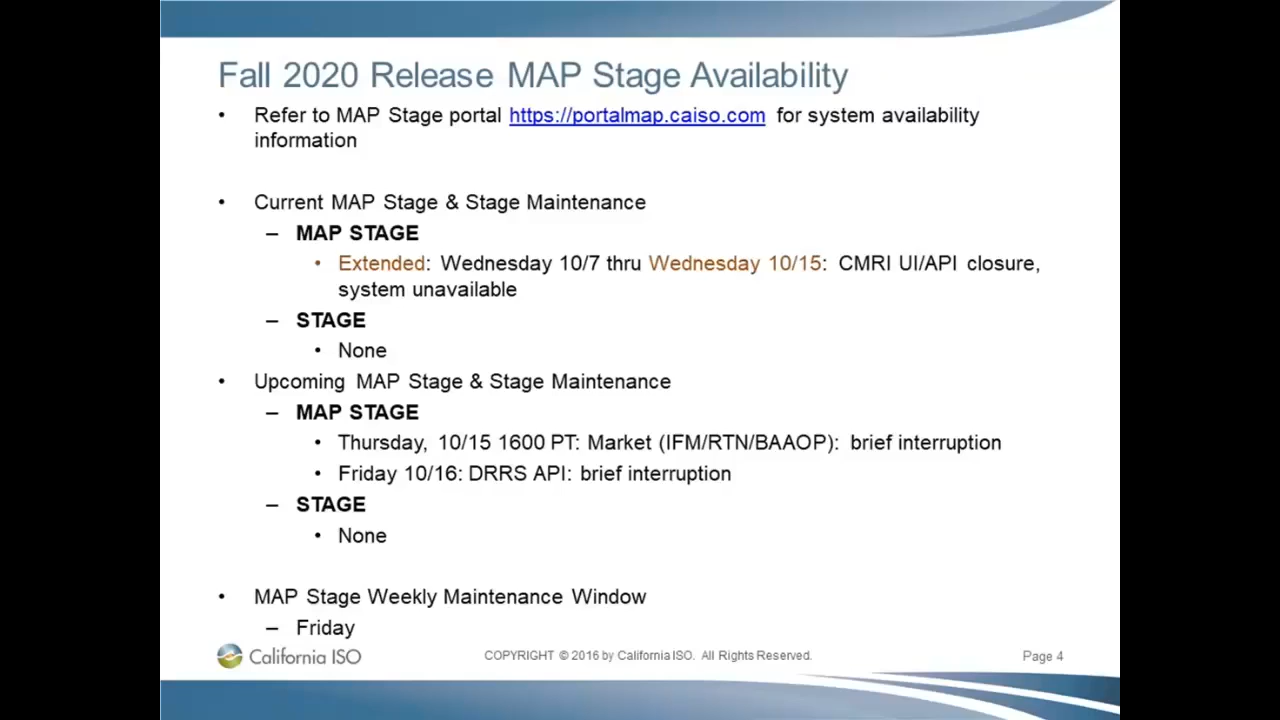 Fall 2020 Release MAP Stage Availability
• Refer to MAP Stage portal https://portalmap.caiso.com for system availability
information
• Current MAP Stage & Stage Maintenance
– MAP STAGE
• Extended: Wednesday 10/7 thru Wednesday 10/15: CMRI UI/API closure,
system unavailable
– STAGE
• None
• Upcoming MAP Stage & Stage Maintenance
– MAP STAGE
• Thursday, 10/15 1600 PT: Market (IFM/RTN/BAAOP): brief interruption
• Friday 10/16: DRRS API: brief interruption
– STAGE
• None
• MAP Stage Weekly Maintenance Window
– Friday
California ISO
COPYRIGHT © 2016 by California ISO. All Rights Reserved.
Page 4